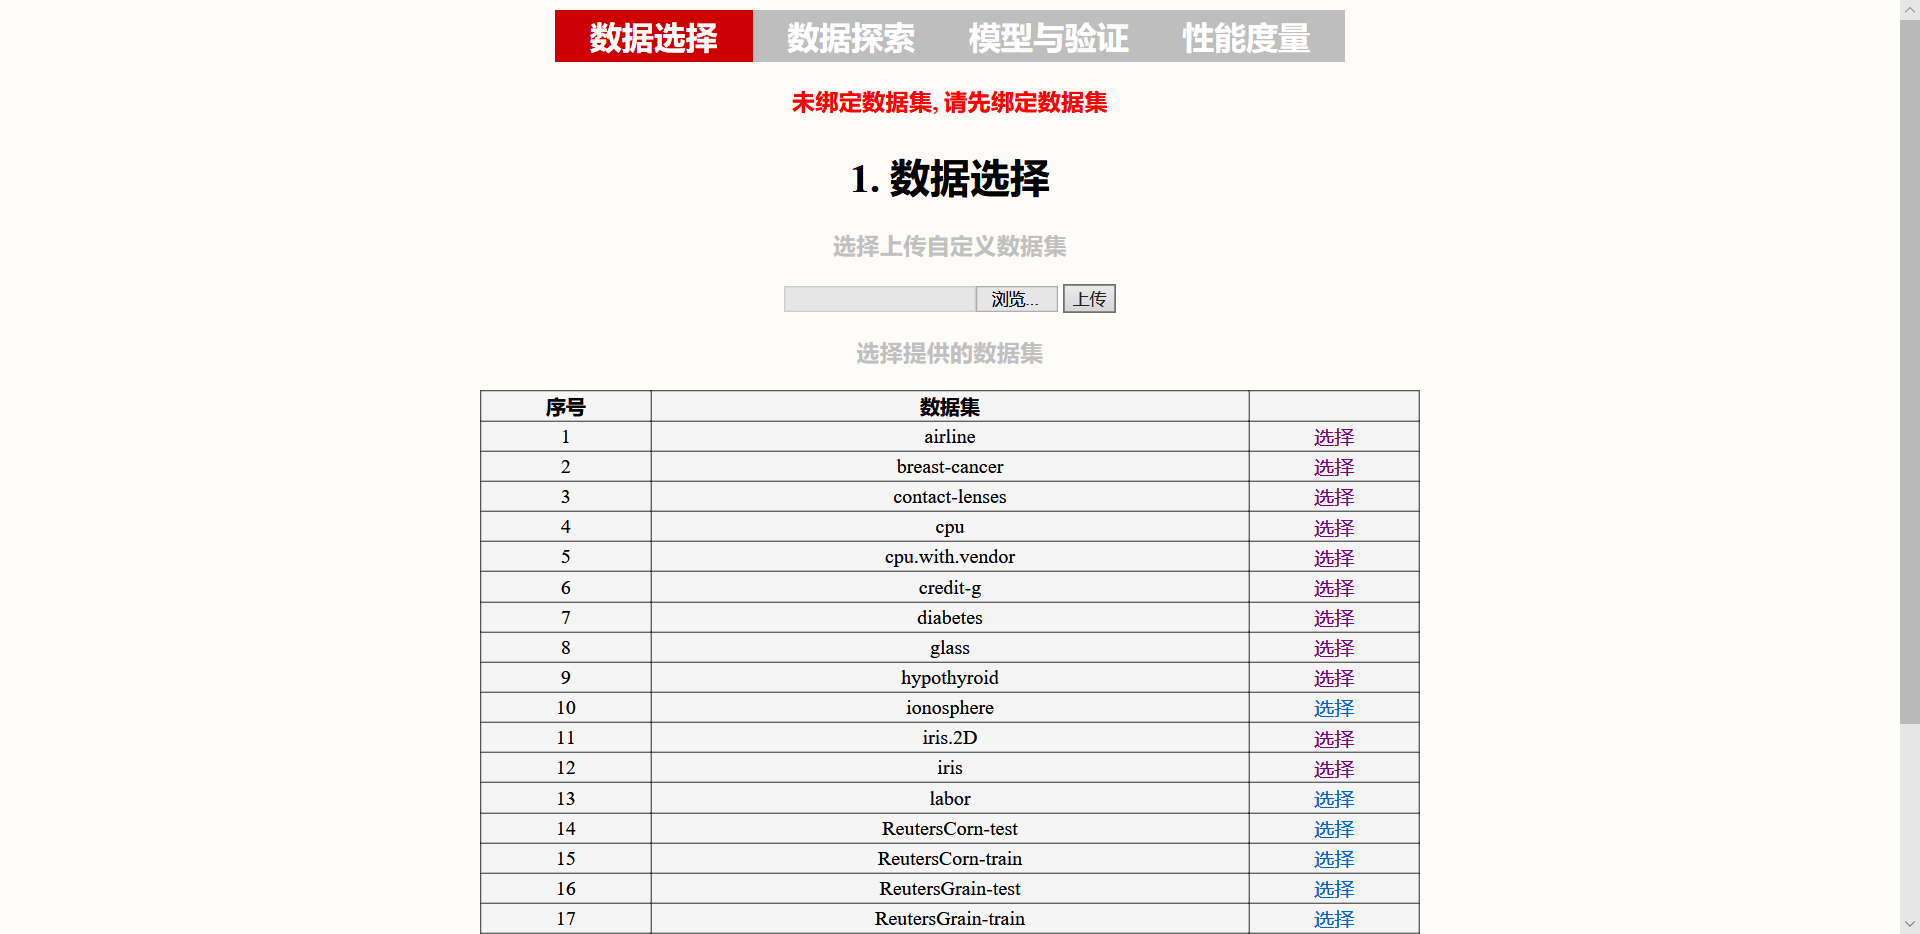 数据选择 数据探索 模型与验证 性能度量
未绑定数据集, 请先绑定数据集
1. 数据选择
选择上传自定义数据集
浏览... 上传
选择提供的数据集
序号 数据集
1 airline 选择
2 breast-cancer 选择
3 contact-lenses 选择
4 cpu 选择
5 cpu.with.vendor 选择
6 credit-g 选择
7 diabetes 选择
8 glass 选择
9 hypothyroid 选择
10 ionosphere 选择
11 iris.2D 选择
12 iris 选择
13 labor 选择
14 ReutersCorn-test 选择
15 ReutersCorn-train 选择
16 ReutersGrain-test 选择
17 ReutersGrain-train 选择